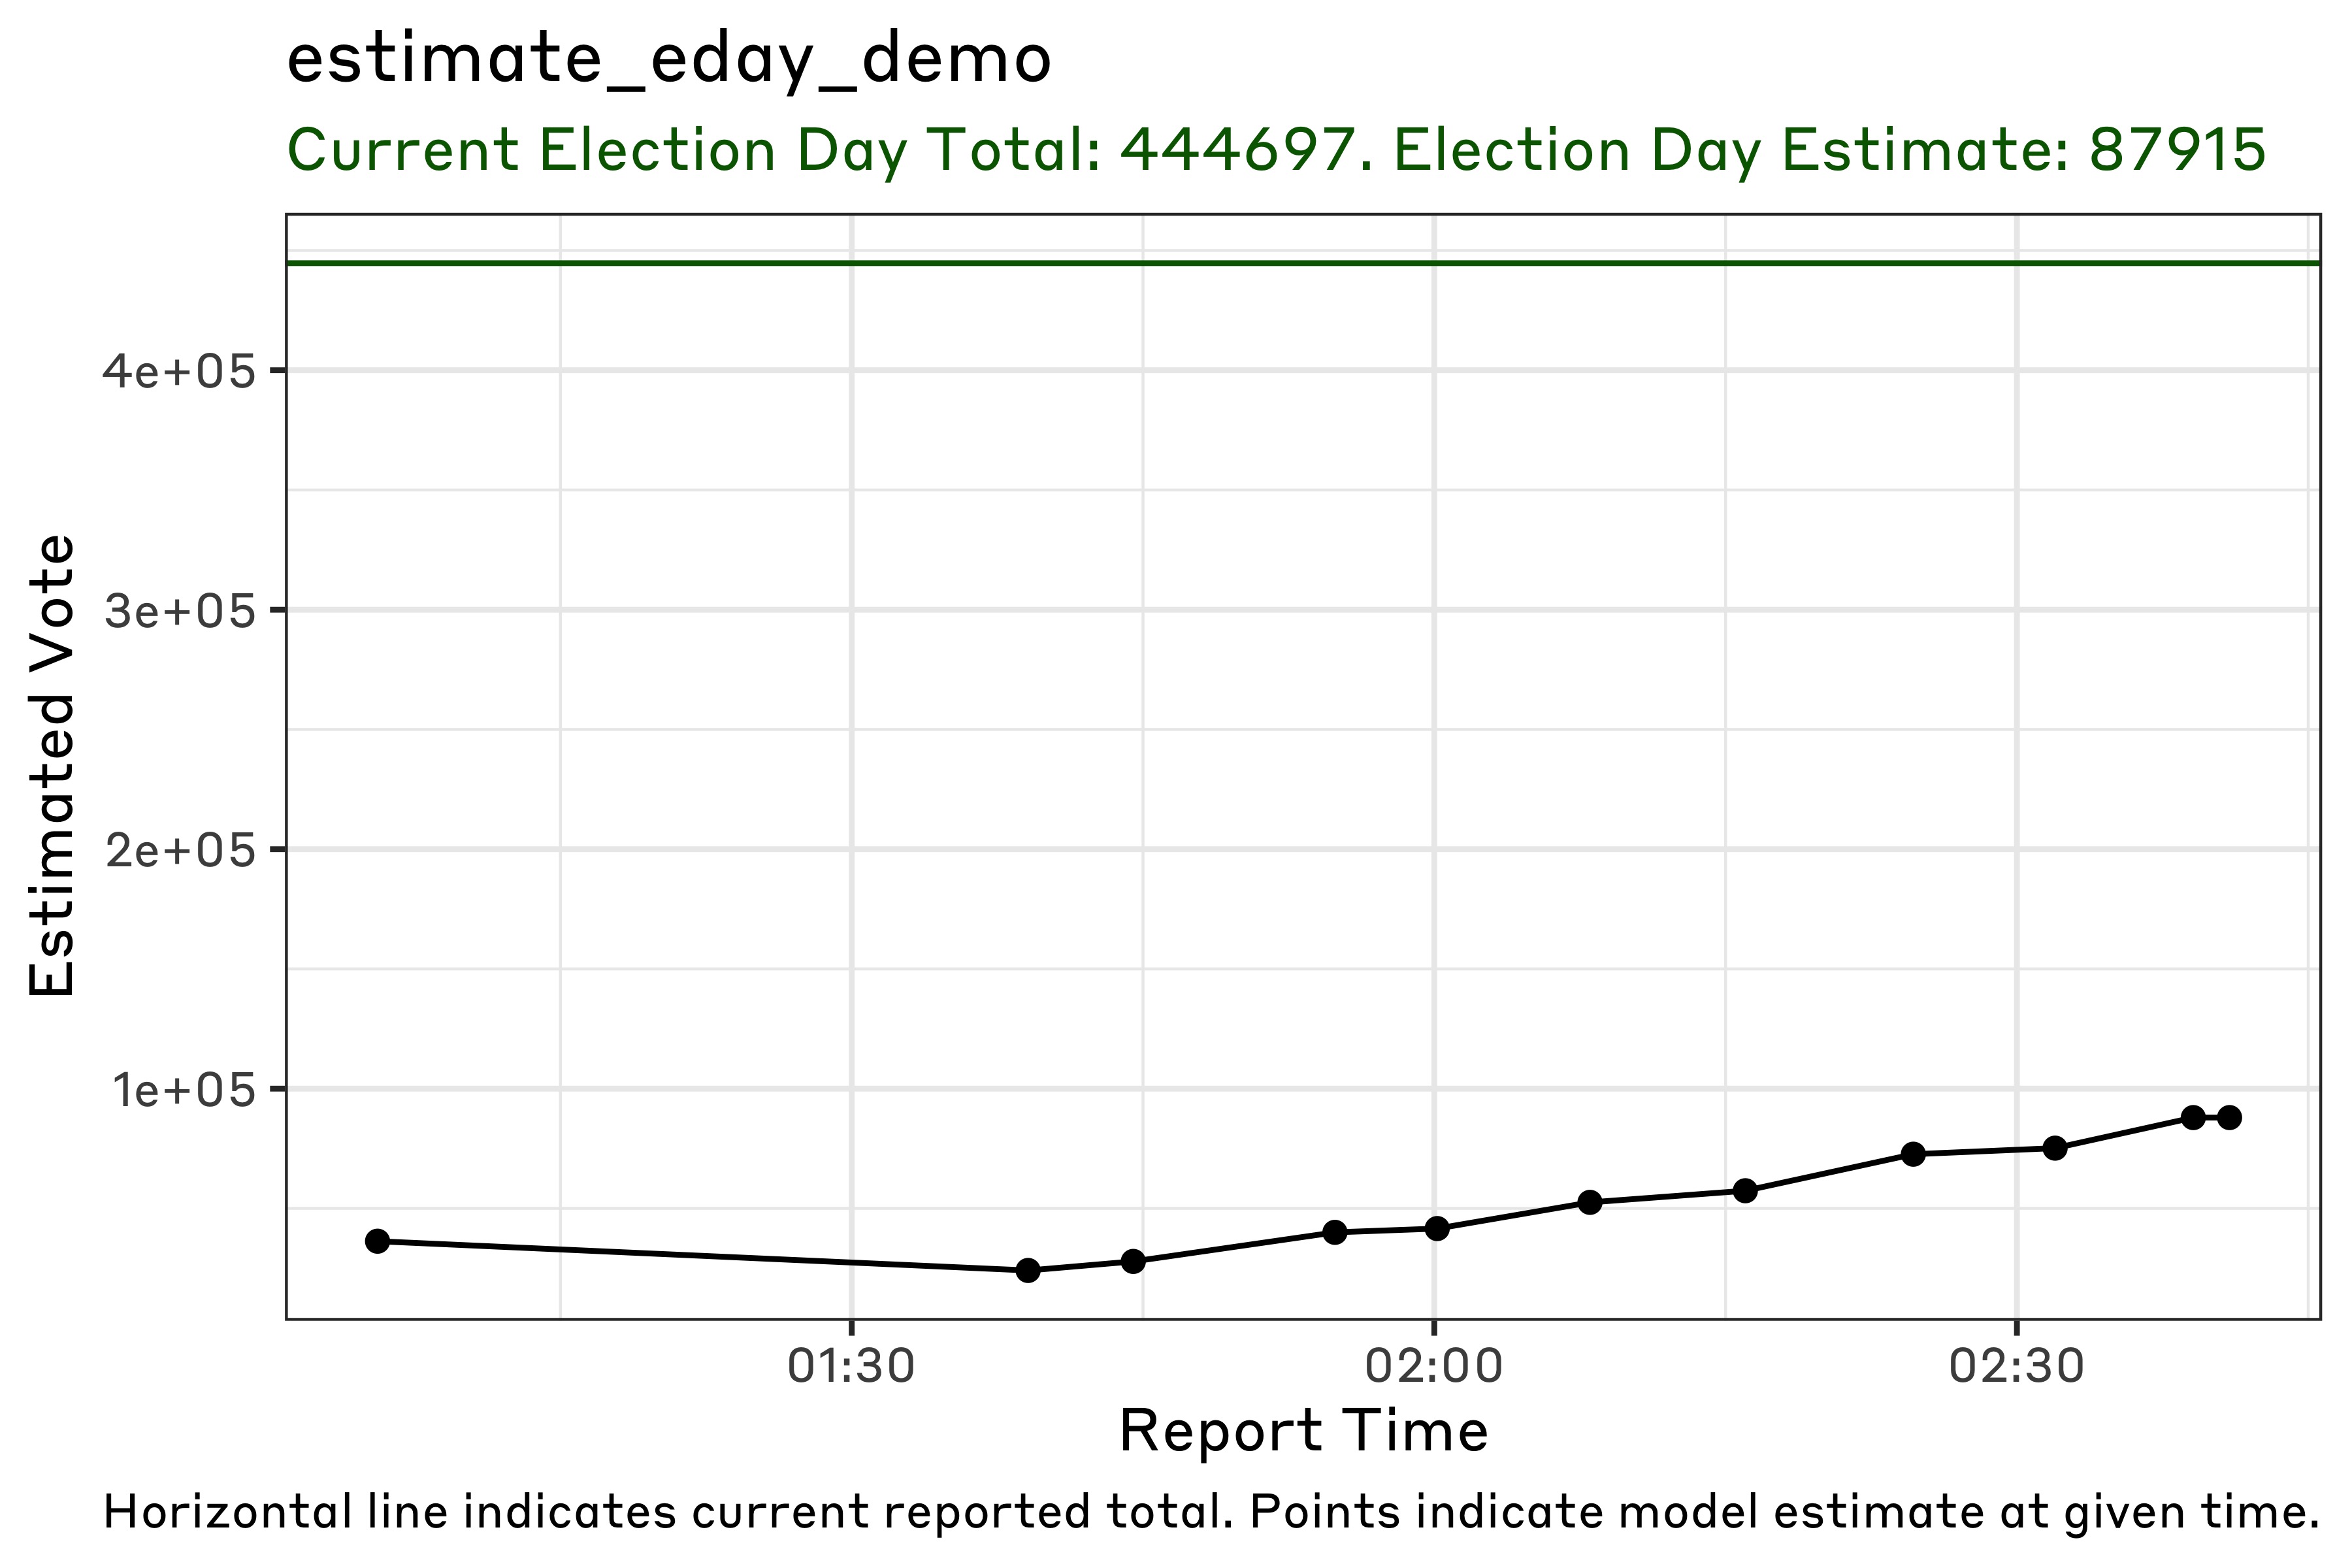 estimate_eday_demo
Current Election Day Total: 444697. Election Day Estimate: 87915
Estimated Vote
4e+05
3e+05
2e+05
1e+05
01:30
02:00
02:30
Report Time
Horizontal line indicates current reported total. Points indicate model estimate at given time.